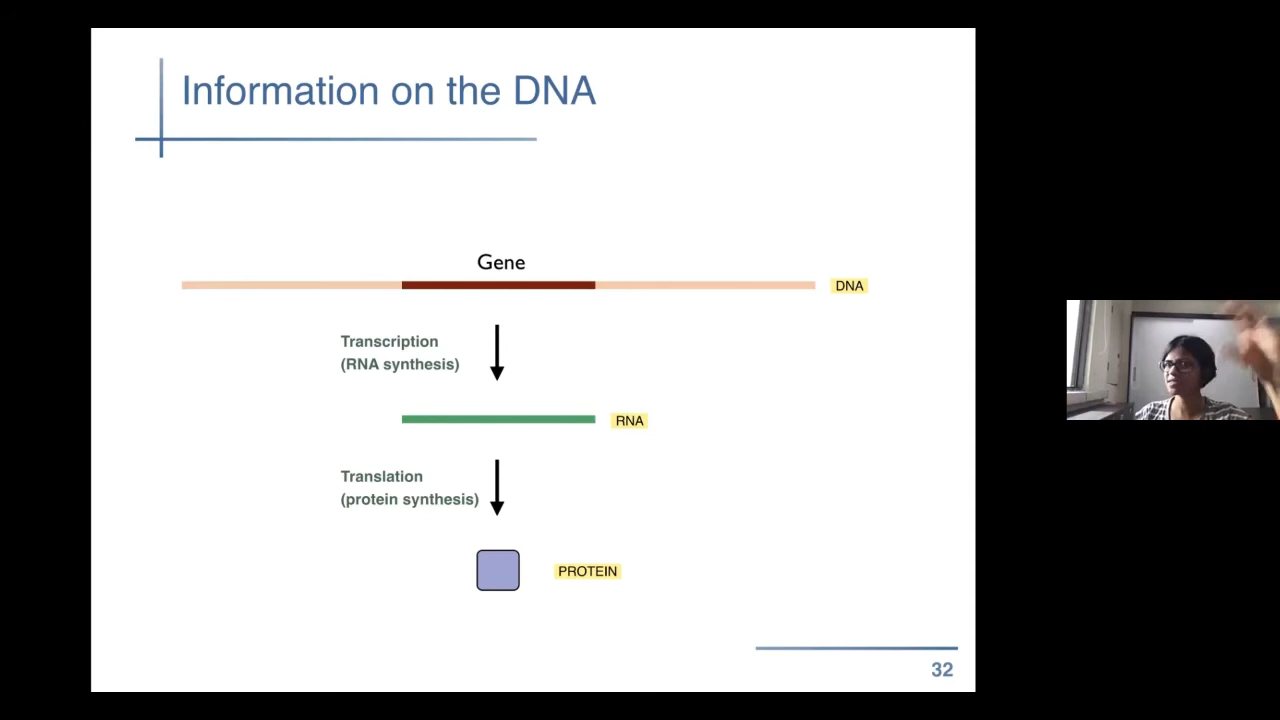 Information on the DNA
Gene
DNA
Transcription
(RNA synthesis)
RNA
Translation
(protein synthesis)
PROTEIN
32